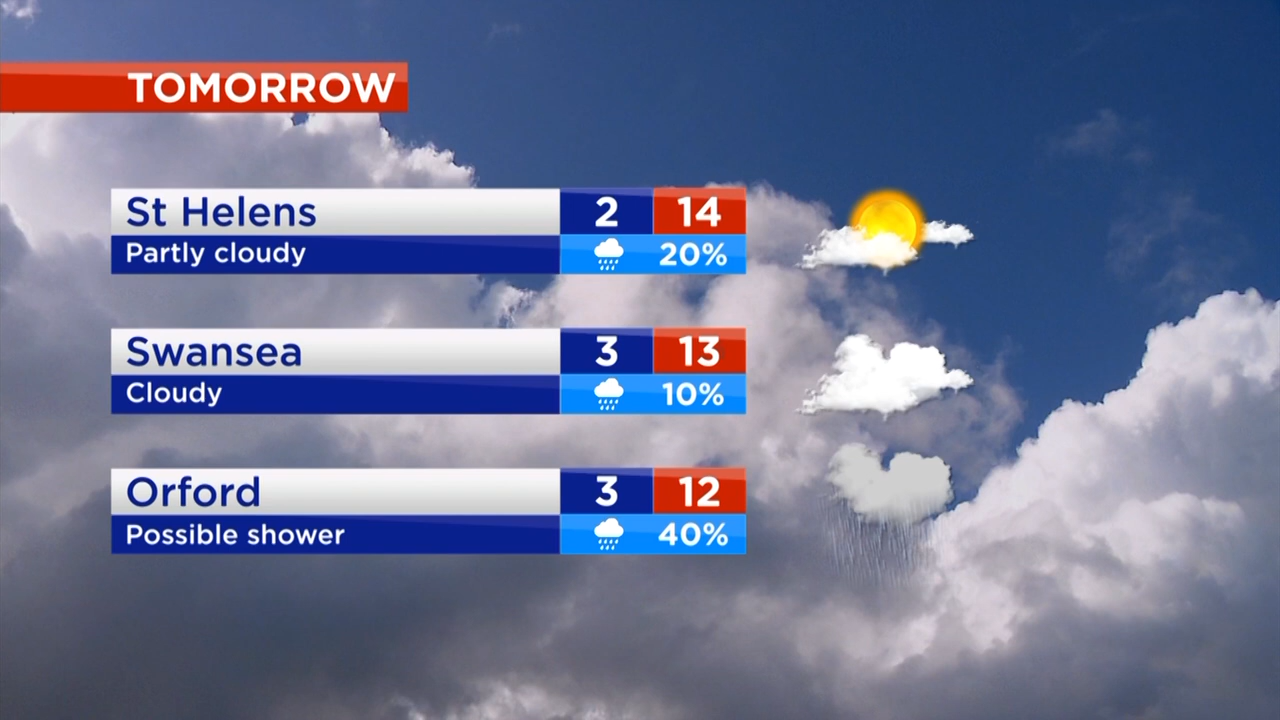 TOMORROW
St Helens 2 14
Partly cloudy 20%
Swansea 3 13
Cloudy 10%
Orford 3 12
Possible shower 40%